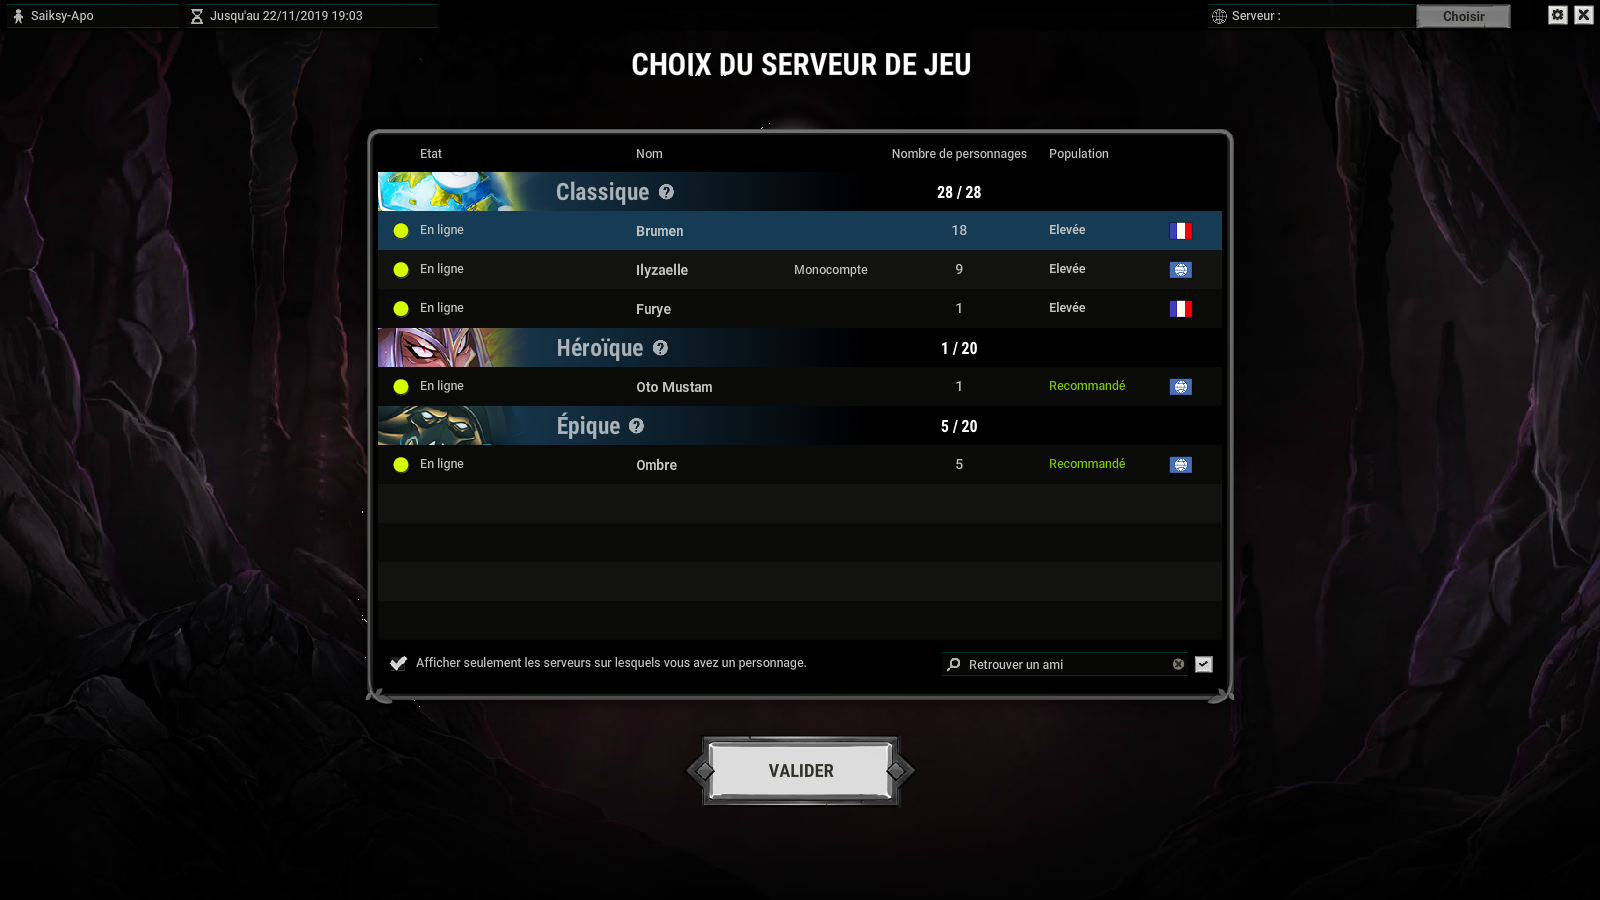 Saiksy-Apo Jusqu'au 22/11/2019 19:03 Serveur : Choisir
CHOIX DU SERVEUR DE JEU
Etat Nom Nombre de personnages Population
Classique ? 28 / 28
En ligne Brumen 18 Elevée
En ligne Ilyzaelle Monocompte 9 Elevée
En ligne Furye 1 Elevée
Héroïque ? 1 / 20
En ligne Oto Mustam 1 Recommandé
Épique ? 5 / 20
En ligne Ombre 5 Recommandé
Afficher seulement les serveurs sur lesquels vous avez un personnage. Retrouver un ami
VALIDER